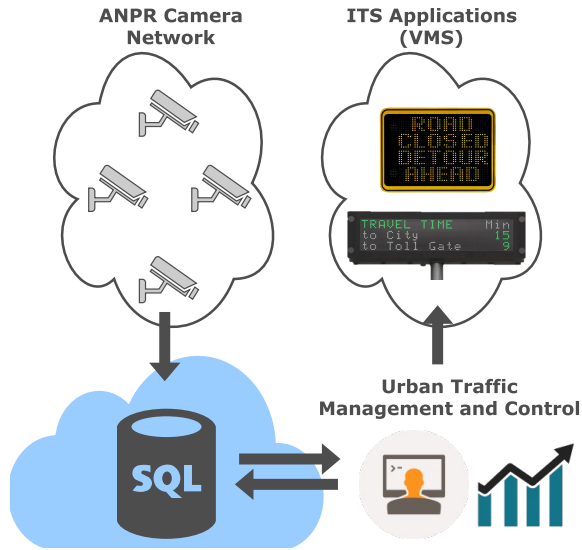 ANPR Camera
Network
ITS Applications
(VMS)
ROAD
CLOSED
DETOUR
AHEAD
TRAVEL TIME Min
to City 15
to Toll Gate 9
Urban Traffic
Management and Control
>-
SQL